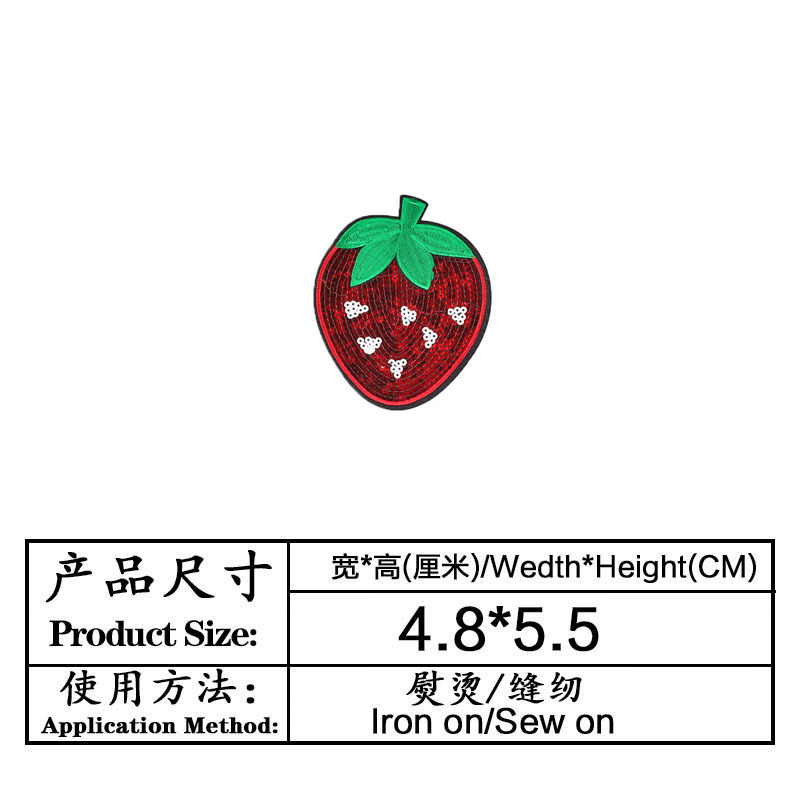 产品尺寸
Product Size:
宽*高(厘米)/Wedth*Height(CM)
4.8*5.5
使用方法:
Application Method:
熨烫/缝纫
Iron on/Sew on